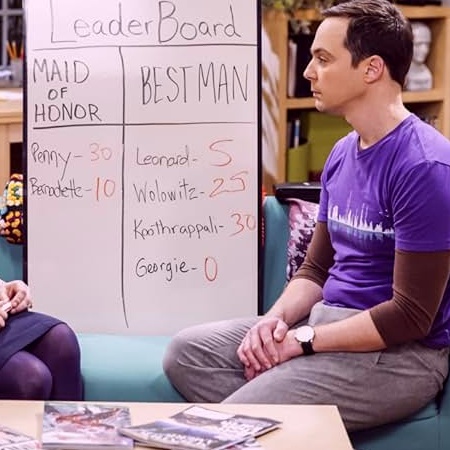 LeaderBoard
MAID
OF
HONOR
BEST MAN
Penny - 30
Bernadette - 10
Leonard - 5
Wolowitz - 25
Koothrappali - 30
Georgie - 0